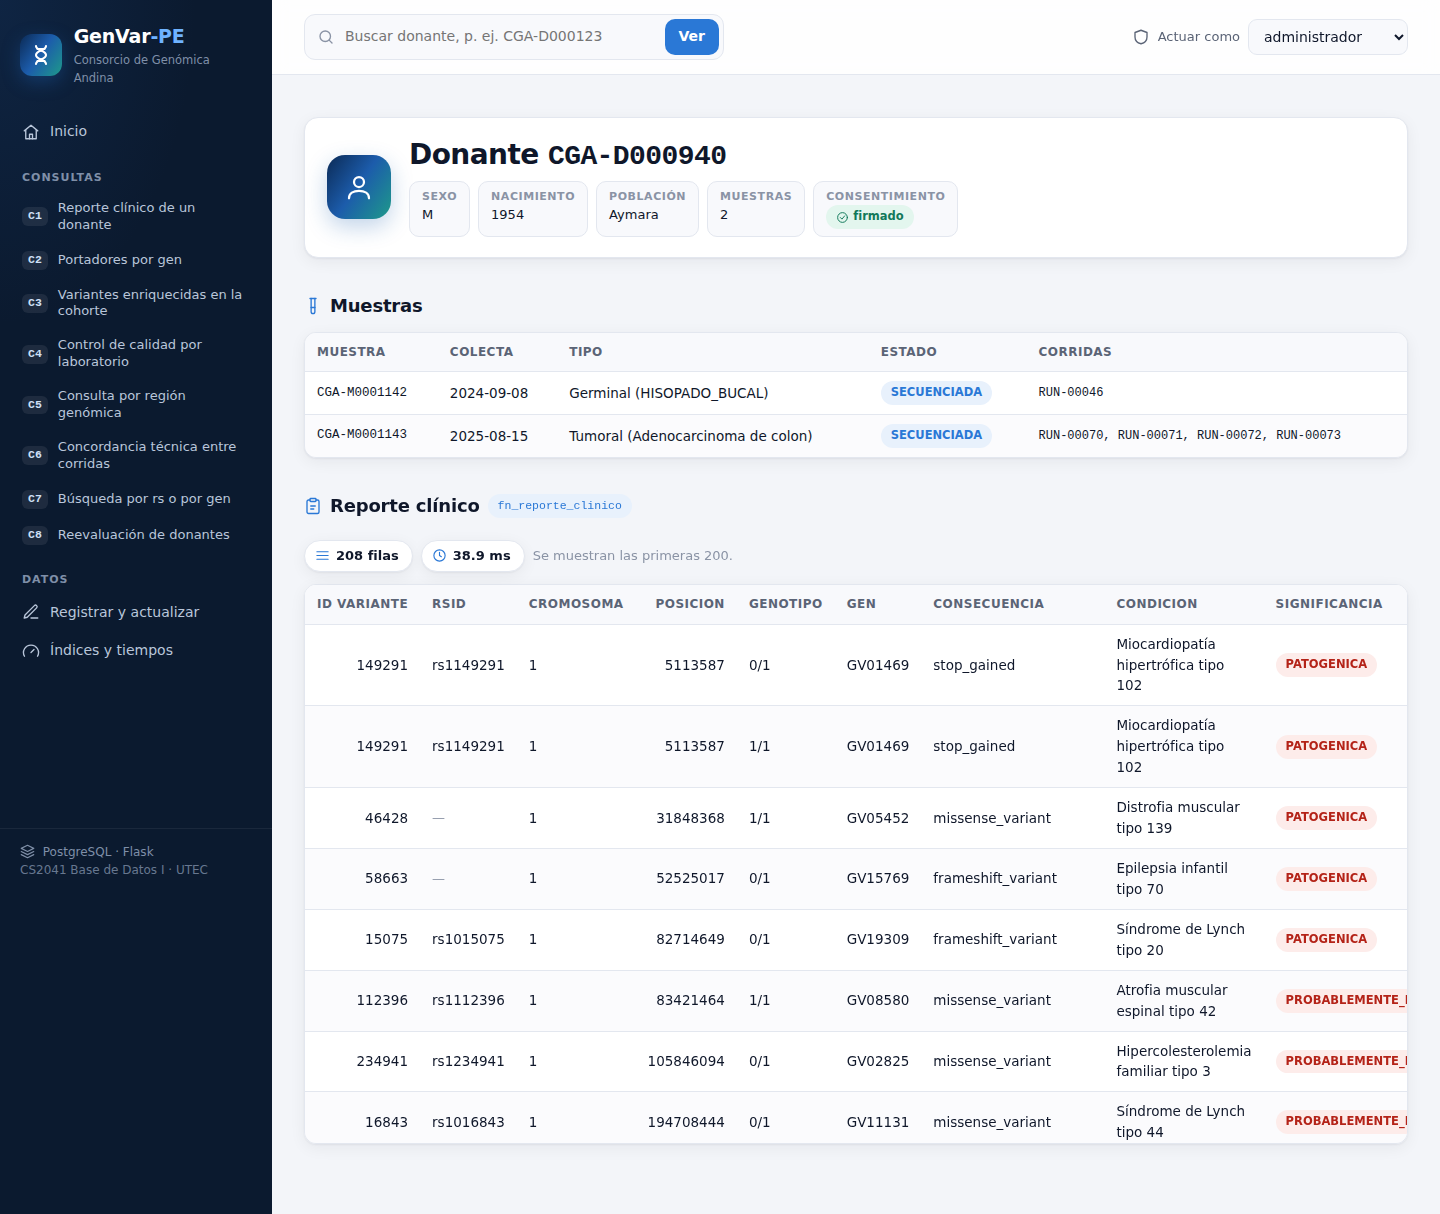 GenVar-PE
Consorcio de Genómica
Andina
Inicio
CONSULTAS
C1 Reporte clínico de un
donante
C2 Portadores por gen
C3 Variantes enriquecidas en la
cohorte
C4 Control de calidad por
laboratorio
C5 Consulta por región
genómica
C6 Concordancia técnica entre
corridas
C7 Búsqueda por rs o por gen
C8 Reevaluación de donantes
DATOS
Registrar y actualizar
Índices y tiempos
PostgreSQL · Flask
CS2041 Base de Datos I · UTEC
Buscar donante, p. ej. CGA-D000123 Ver
Actuar como administrador
Donante CGA-D000940
SEXO NACIMIENTO POBLACIÓN MUESTRAS CONSENTIMIENTO
M 1954 Aymara 2 firmado
Muestras
MUESTRA COLECTA TIPO ESTADO CORRIDAS
CGA-M0001142 2024-09-08 Germinal (HISOPADO_BUCAL) SECUENCIADA RUN-00046
CGA-M0001143 2025-08-15 Tumoral (Adenocarcinoma de colon) SECUENCIADA RUN-00070, RUN-00071, RUN-00072, RUN-00073
Reporte clínico fn_reporte_clinico
208 filas 38.9 ms Se muestran las primeras 200.
ID VARIANTE RSID CROMOSOMA POSICION GENOTIPO GEN CONSECUENCIA CONDICION SIGNIFICANCIA
149291 rs1149291 1 5113587 0/1 GV01469 stop_gained Miocardiopatía hipertrófica tipo 102 PATOGENICA
149291 rs1149291 1 5113587 1/1 GV01469 stop_gained Miocardiopatía hipertrófica tipo 102 PATOGENICA
46428 — 1 31848368 1/1 GV05452 missense_variant Distrofia muscular tipo 139 PATOGENICA
58663 — 1 52525017 0/1 GV15769 frameshift_variant Epilepsia infantil tipo 70 PATOGENICA
15075 rs1015075 1 82714649 0/1 GV19309 frameshift_variant Síndrome de Lynch tipo 20 PATOGENICA
112396 rs1112396 1 83421464 1/1 GV08580 missense_variant Atrofia muscular espinal tipo 42 PROBABLEMENTE_
234941 rs1234941 1 105846094 0/1 GV02825 missense_variant Hipercolesterolemia familiar tipo 3 PROBABLEMENTE_
16843 rs1016843 1 194708444 0/1 GV11131 missense_variant Síndrome de Lynch tipo 44 PROBABLEMENTE_